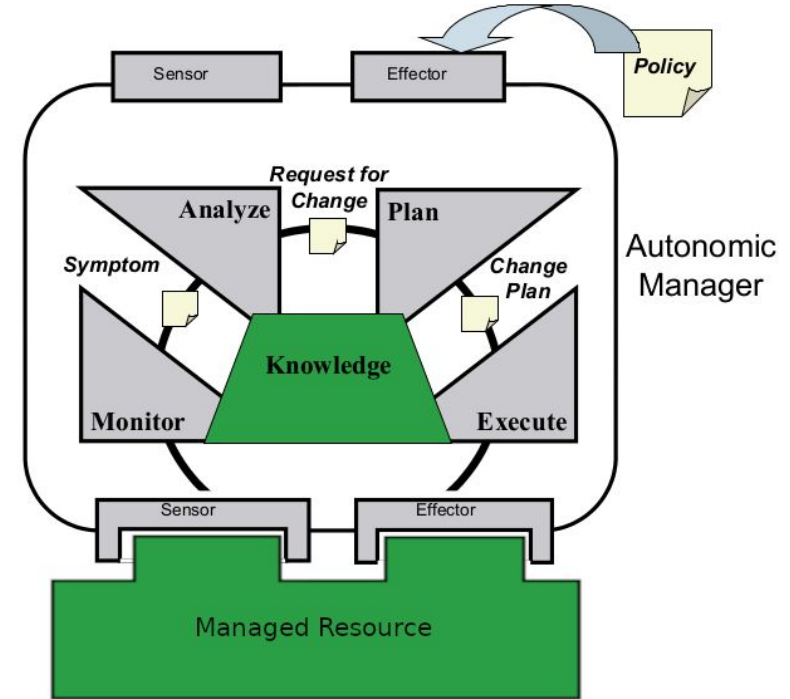 Sensor
Effector
Policy
Request for
Change
Analyze
Plan
Symptom
Change
Plan
Autonomic
Manager
Knowledge
Monitor
Execute
Sensor
Effector
Managed Resource